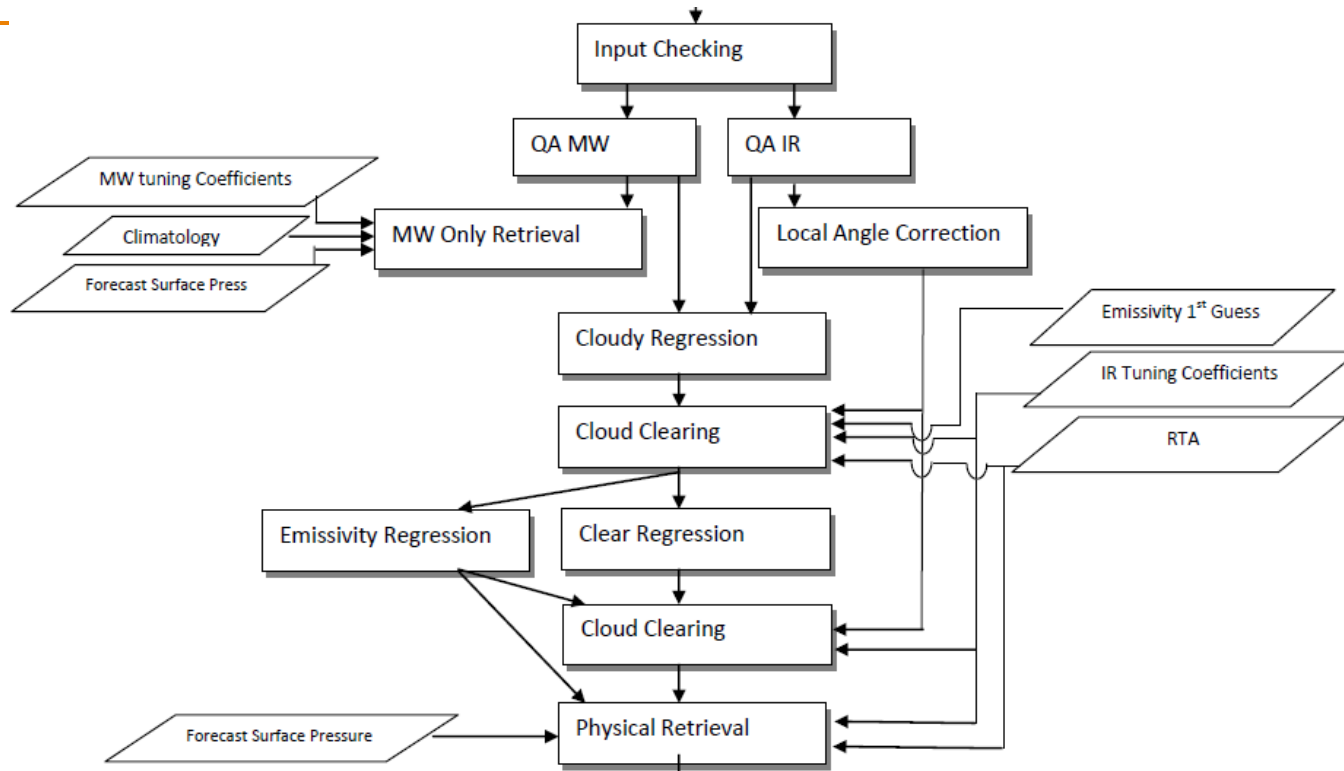 Input Checking
QA MW
QA IR
MW tuning Coefficients
Climatology
Forecast Surface Press
MW Only Retrieval
Local Angle Correction
Emissivity 1st Guess
IR Tuning Coefficients
RTA
Cloudy Regression
Cloud Clearing
Emissivity Regression
Clear Regression
Cloud Clearing
Forecast Surface Pressure
Physical Retrieval